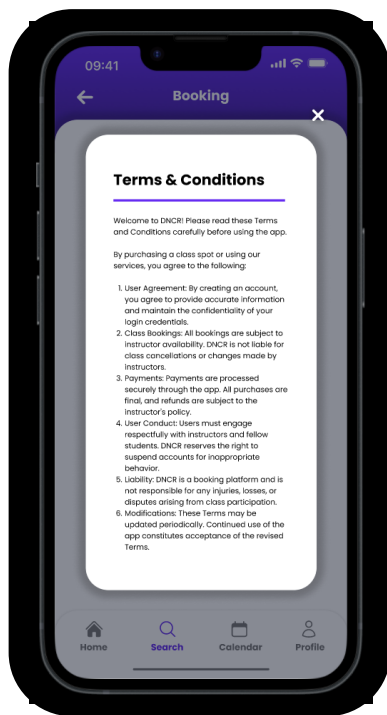 09:41
Booking
Terms & Conditions
Welcome to DNCR! Please read these Terms
and Conditions carefully before using the app.
By purchasing a class spot or using our
services, you agree to the following:
1. User Agreement: By creating an account,
you agree to provide accurate information
and maintain the confidentiality of your
login credentials.
2. Class Bookings: All bookings are subject to
instructor availability. DNCR is not liable for
class cancellations or changes made by
instructors.
3. Payments: Payments are processed
securely through the app. All purchases are
final, and refunds are subject to the
instructor's policy.
4. User Conduct: Users must engage
respectfully with instructors and fellow
students. DNCR reserves the right to
suspend accounts for inappropriate
behavior.
5. Liability: DNCR is a booking platform and is
not responsible for any injuries, losses, or
disputes arising from class participation.
6. Modifications: These Terms may be
updated periodically. Continued use of the
app constitutes acceptance of the revised
Terms.
Home Search Calendar Profile